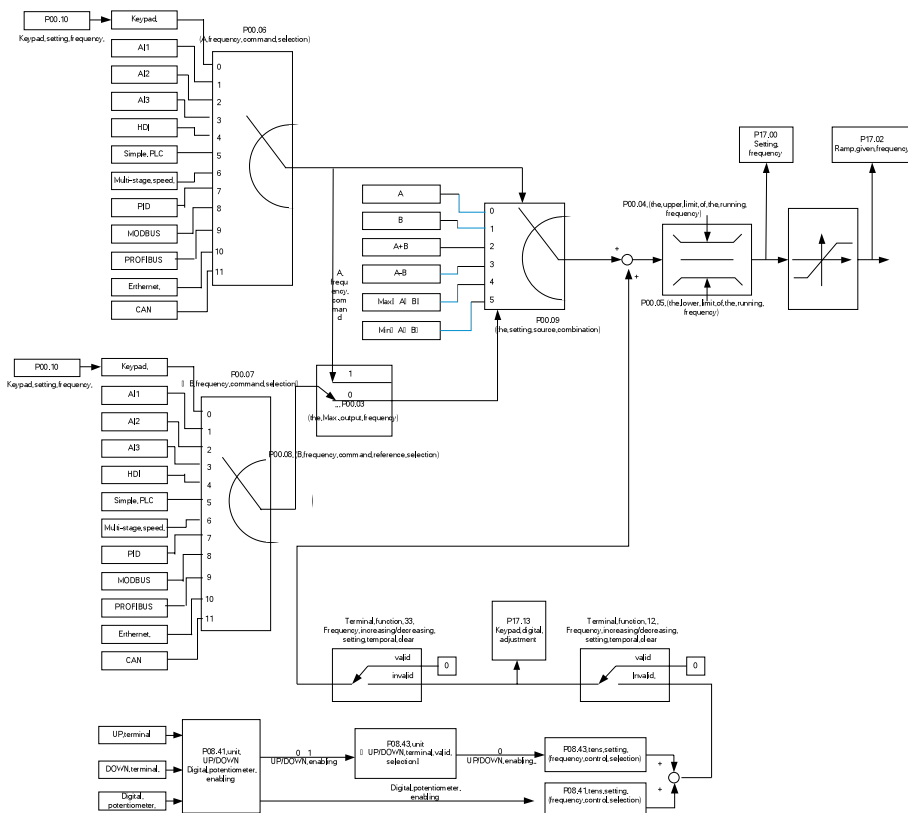 P00.10
Keypad,setting,frequency,
Keypad,
AI1
AI2
AI3
HDI
Simple, PLC
Multi-stage,speed,
PID
MODBUS
PROFIBUS
Erthernet,
CAN
P00.06
(A,frequency,command,selection)
0
1
2
3
4
5
6
7
8
9
10
11
A,
frequ
ency,
com
man
d
A
B
A+B
A-B
Max( A, B)
Min( A, B)
0
1
2
3
4
5
P00.09
(the,setting,source,combination)
+
+
P00.04,(the,upper,limit,of,the,running,
frequency)
P00.05,(the,lower,limit,of,the,running,
frequency)
P17.00
Setting,
frequency
P17.02
Ramp,given,frequency,
P00.10
Keypad,setting,frequency,
Keypad,
AI1
AI2
AI3
HDI
Simple, PLC
Multi-stage,speed,
PID
MODBUS
PROFIBUS
Erthernet,
CAN
P00.07
( B,frequency,command,selection)
0
1
2
3
4
5
6
7
8
9
10
11
1
0
P00.03
(the,Max.,output,frequency)
P00.08,(B,frequency,command,reference,selection)
Terminal,function,33,
Frequency,increasing/decreasing,
setting,temporal,clear
valid
invalid
0
P17.13
Keypad,digital,
adjustment
Terminal,function,12,,
Frequency,increasing/decreasing,
setting,temporal,clear
valid
Invalid,
0
UP,terminal
DOWN,terminal,
Digital,
potentiometer,
P08.41,unit,
UP/DOWN
Digital,potentiometer,
enabling
0 1
UP/DOWN,enabling
P08.43,unit
( UP/DOWN,terminal,valid,
selection)
0
UP/DOWN,enabling,
Digital,potentiometer,
enabling
P08.43,tens,setting,
(frequency,control,selection)
P08.41,tens,setting,
(frequency,control,selection)
+
+